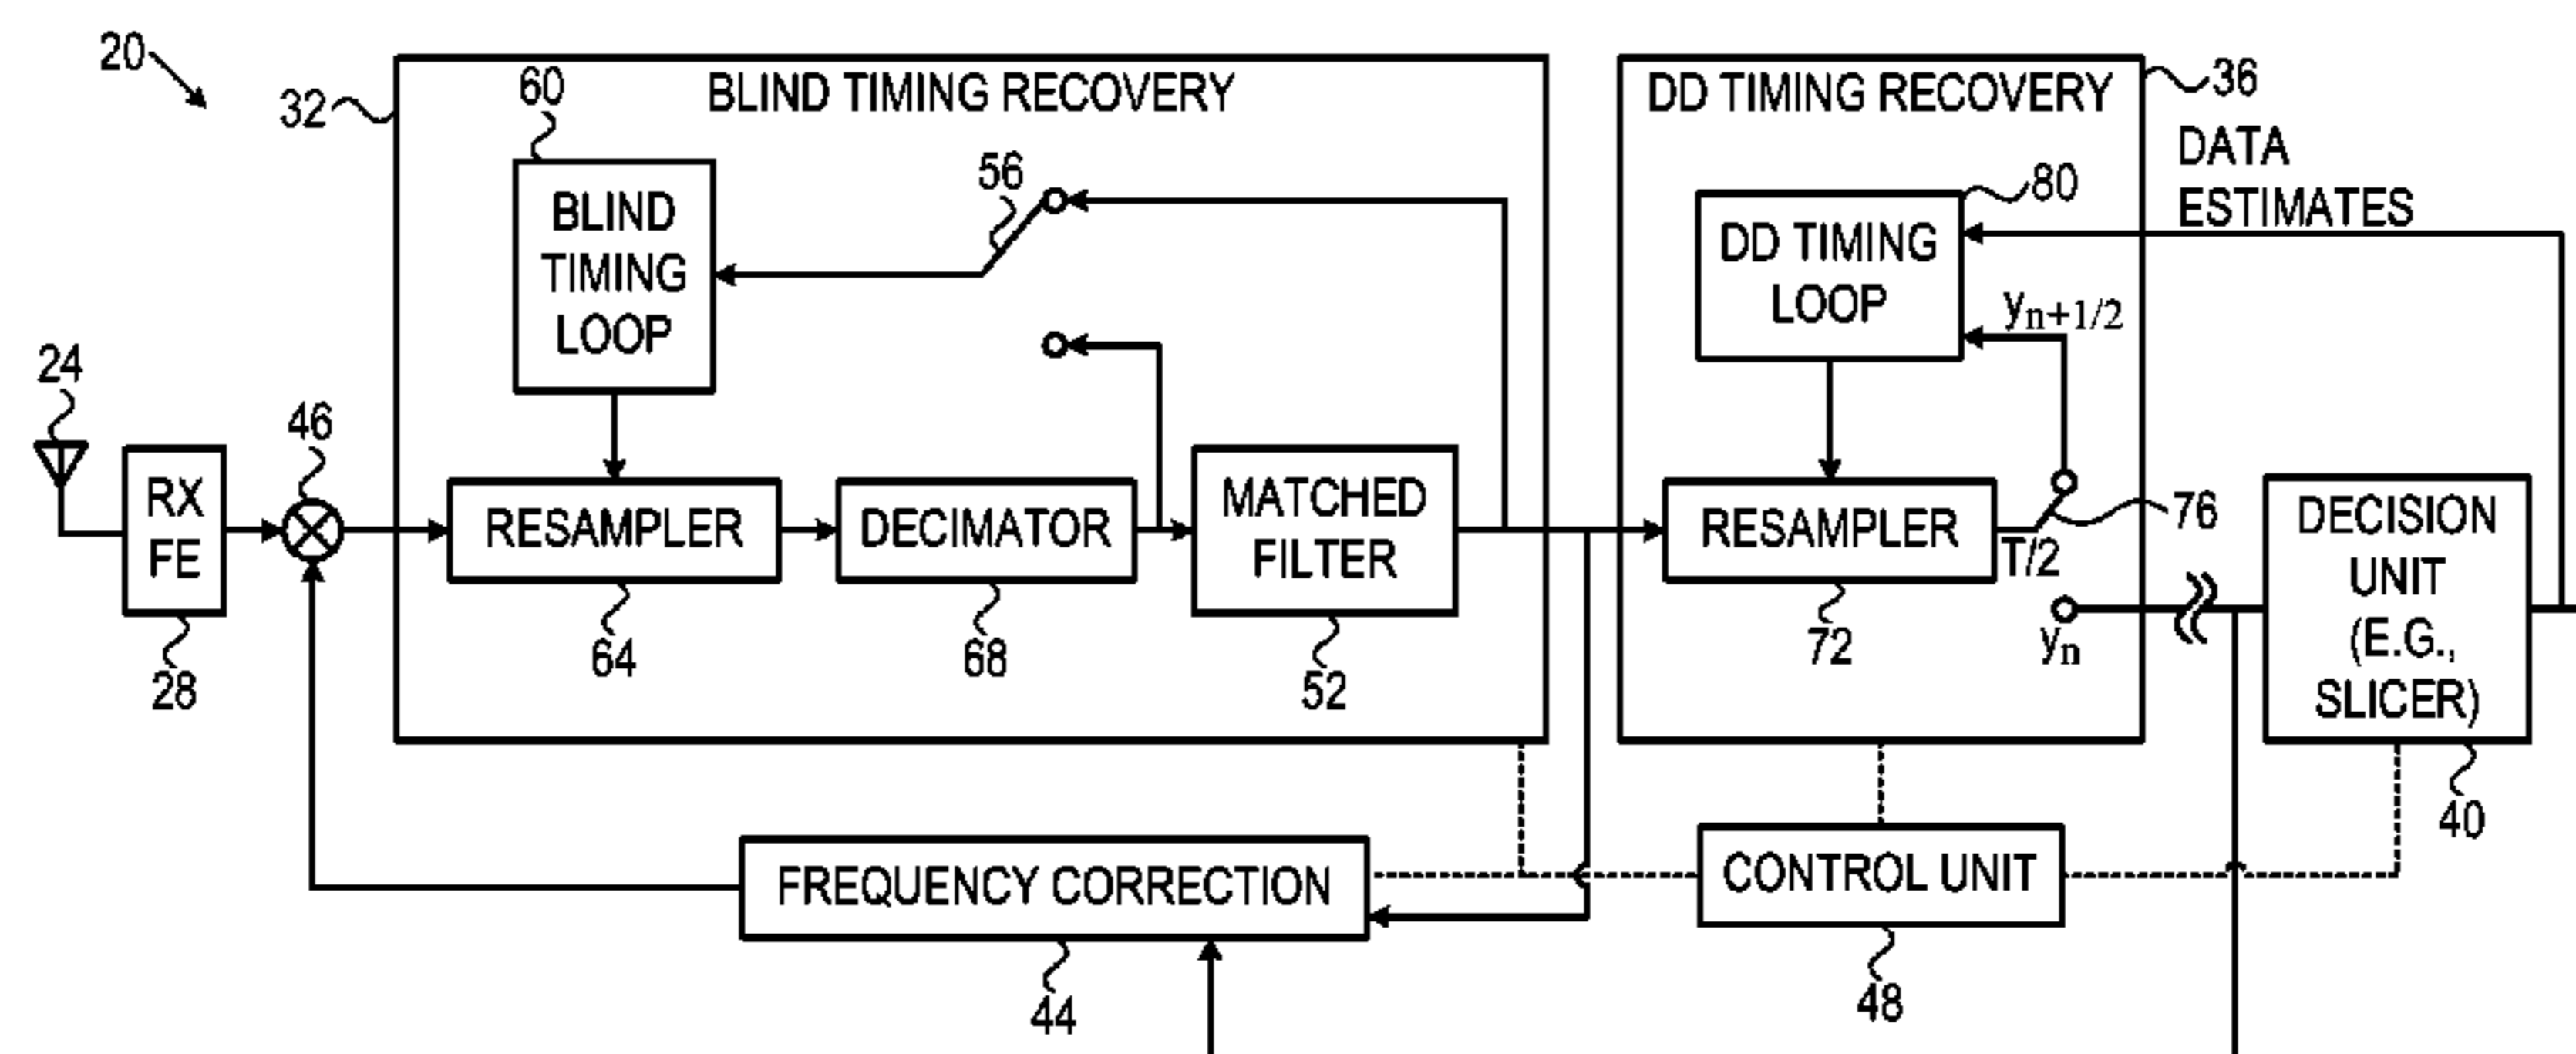 20
32
60
BLIND TIMING RECOVERY
DD TIMING RECOVERY
36
DATA
ESTIMATES
BLIND
TIMING
LOOP
56
80
DD TIMING
LOOP
yn+1/2
24
RX
FE
28
46
RESAMPLER
64
DECIMATOR
68
MATCHED
FILTER
52
RESAMPLER
72
T/2
76
yn
DECISION
UNIT
(E.G.,
SLICER)
40
FREQUENCY CORRECTION
44
CONTROL UNIT
48